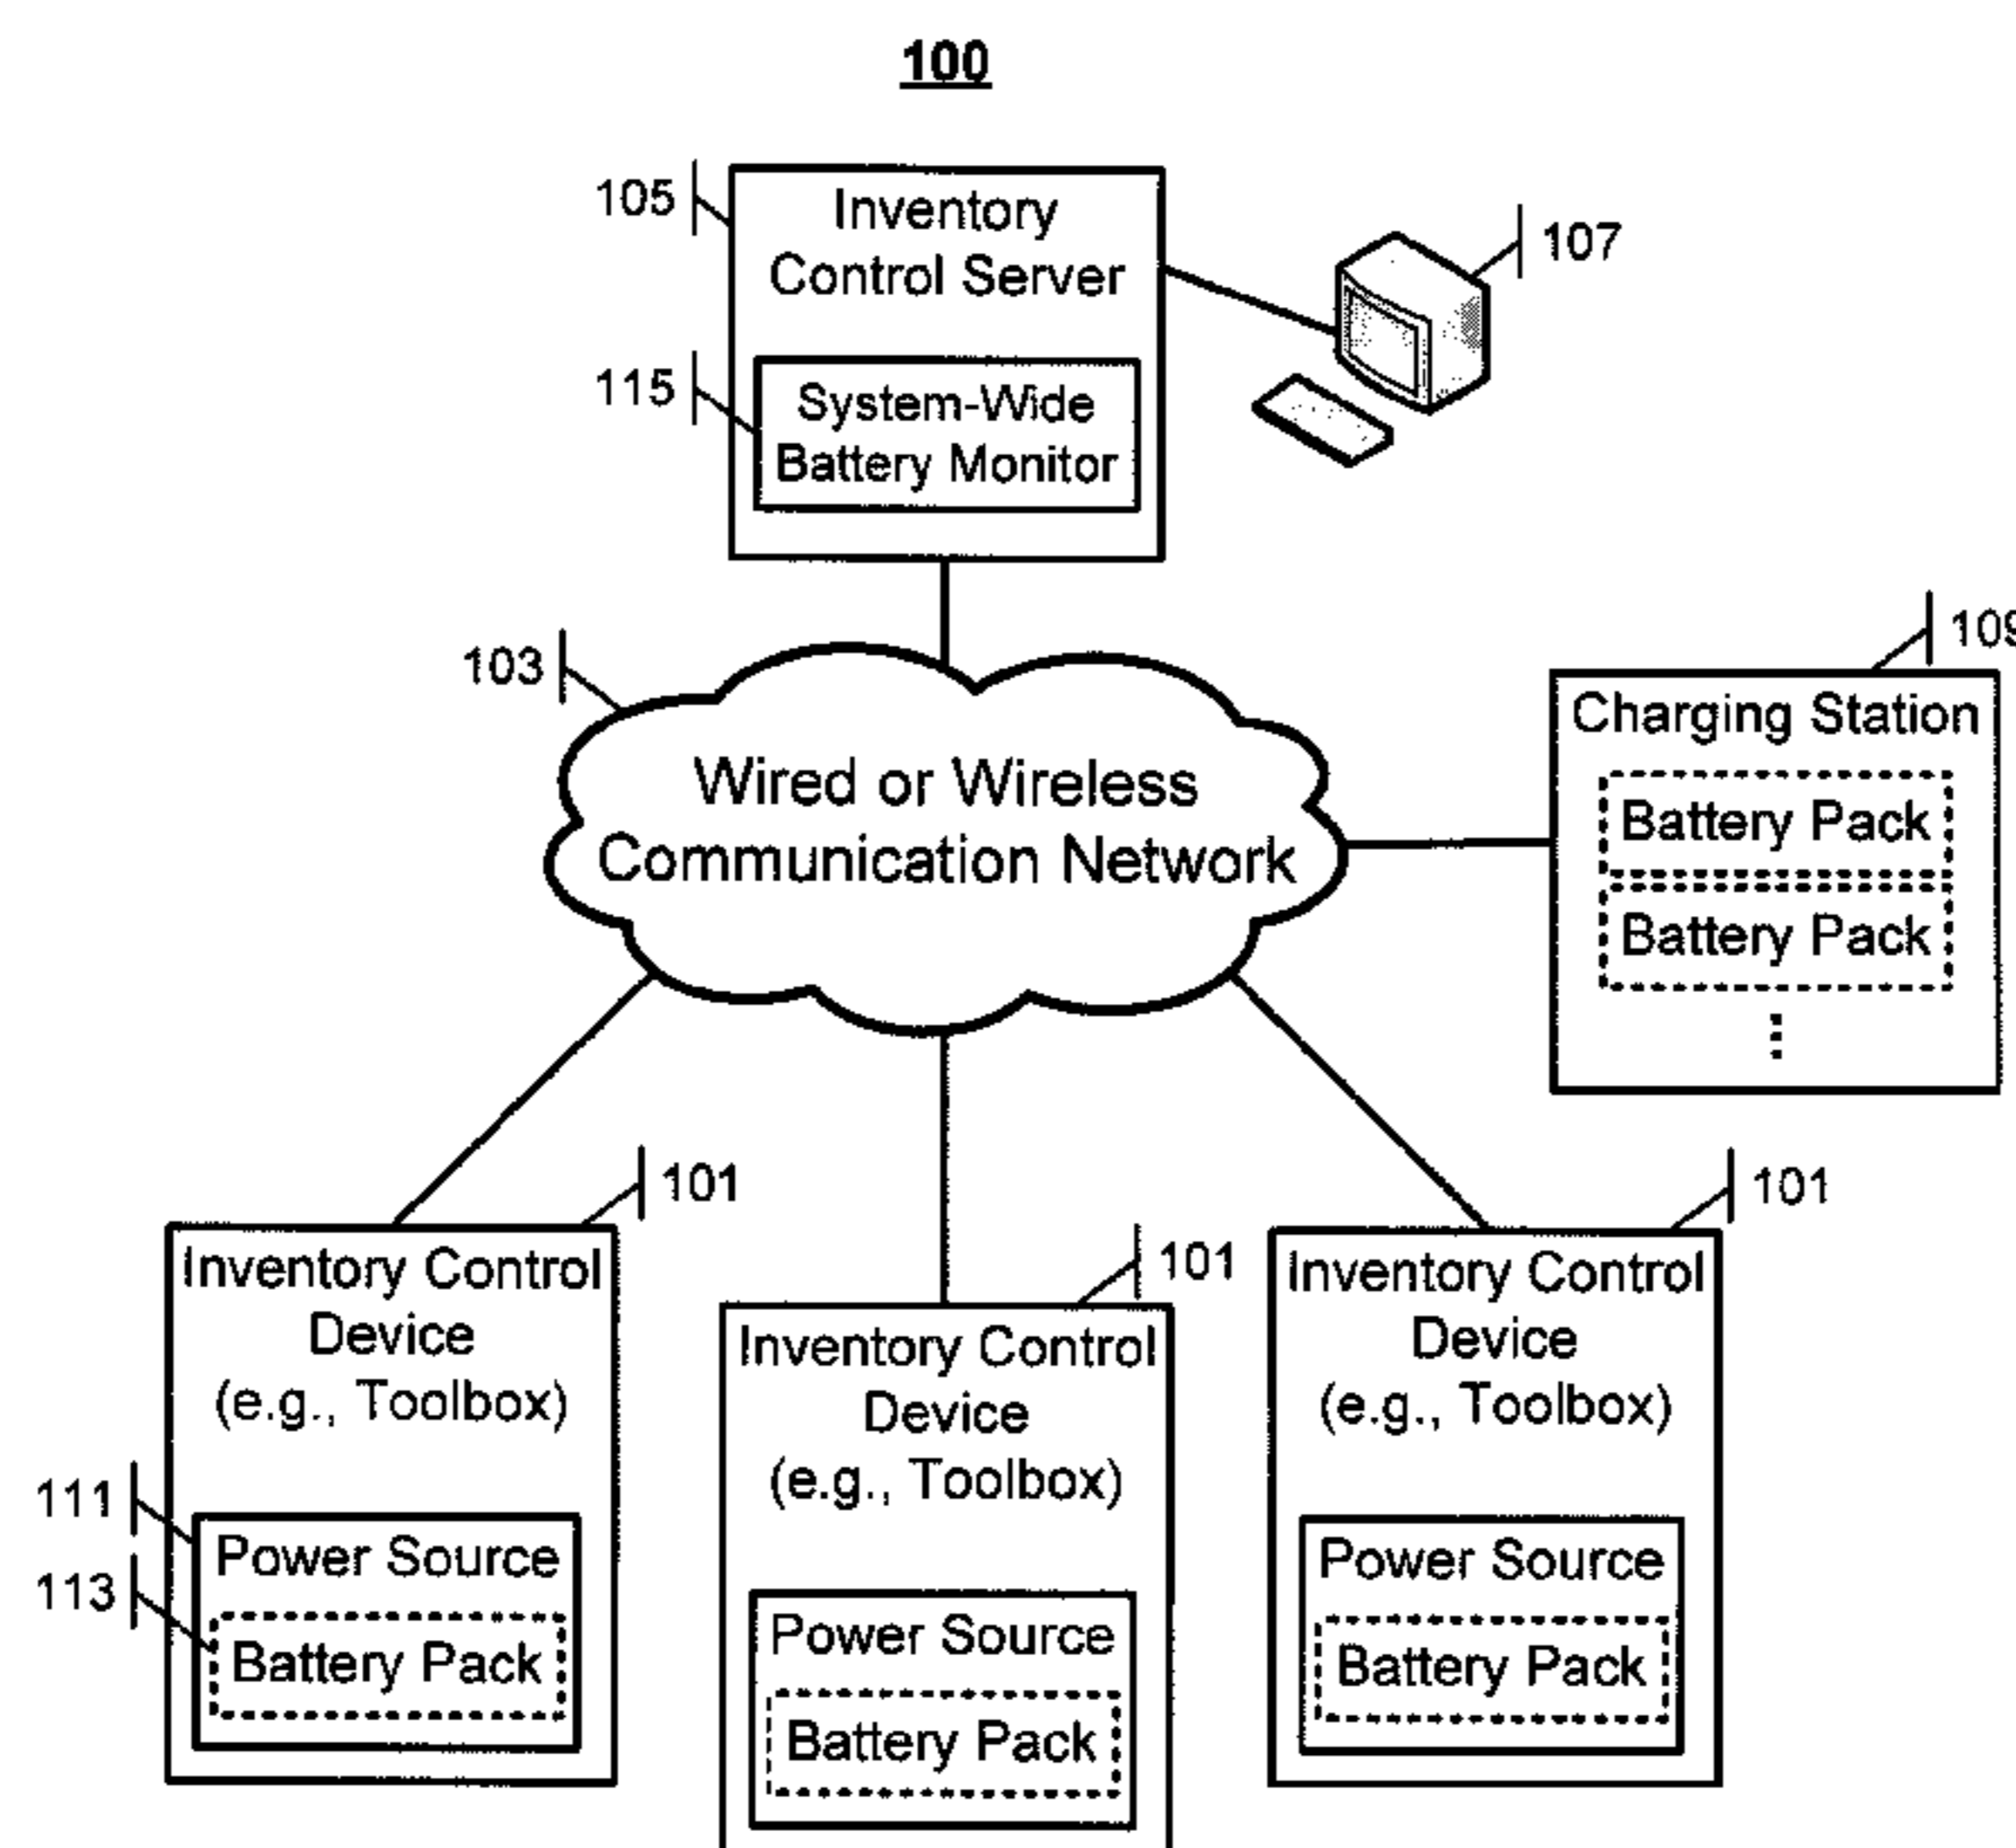 100
105
Inventory
Control Server
107
115
System-Wide
Battery Monitor
103
Wired or Wireless
Communication Network
109
Charging Station
Battery Pack
Battery Pack
101
Inventory Control
Device
(e.g., Toolbox)
111
Power Source
113
Battery Pack
101
Inventory Control
Device
(e.g., Toolbox)
Power Source
Battery Pack
101
Inventory Control
Device
(e.g., Toolbox)
Power Source
Battery Pack